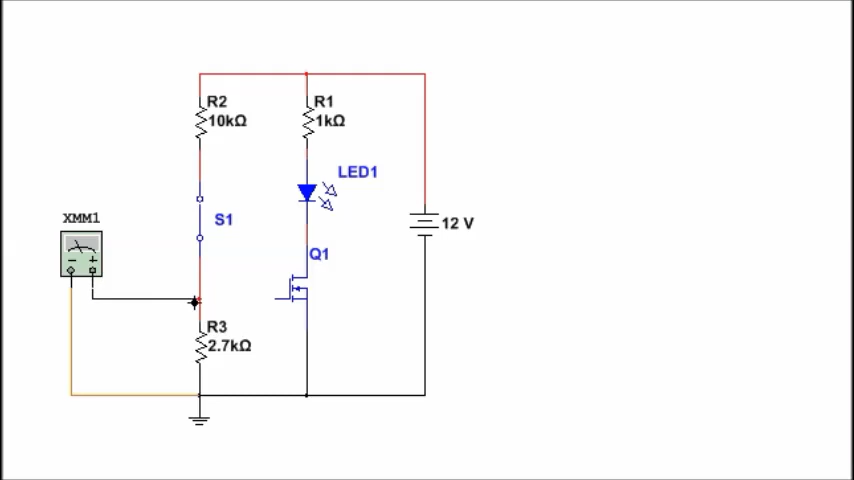 R2
10kΩ
R1
1kΩ
LED1
XMM1
S1
12 V
Q1
R3
2.7kΩ